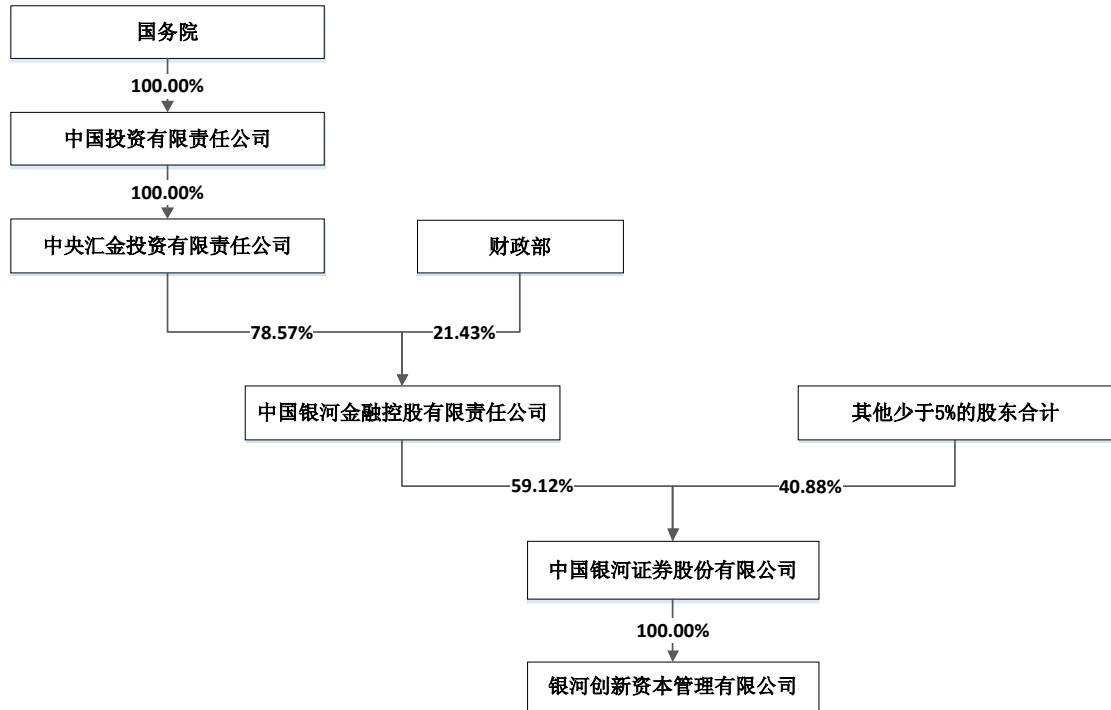 国务院
100.00%
中国投资有限责任公司
100.00%
中央汇金投资有限责任公司
财政部
78.57%
21.43%
中国银河金融控股有限责任公司
其他少于5%的股东合计
59.12%
40.88%
中国银河证券股份有限公司
100.00%
银河创新资本管理有限公司